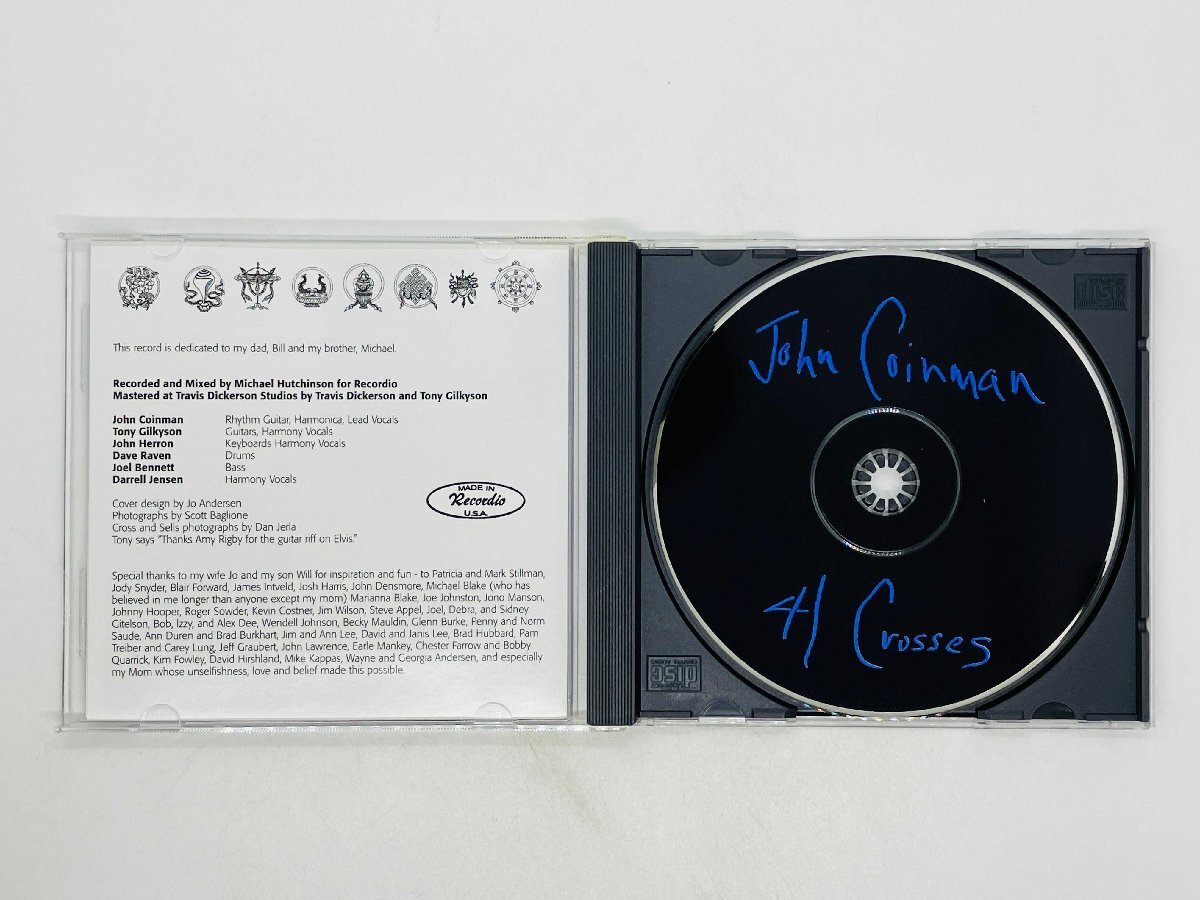 This record is dedicated to my dad, Bill and my brother, Michael.
Recorded and Mixed by Michael Hutchinson for Recordio
Mastered at Travis Dickerson Studios by Travis Dickerson and Tony Gilkyson
John Coinman Rhythm Guitar, Harmonica, Lead Vocals
Tony Gilkyson Guitars, Harmony Vocals
John Herron Keyboards Harmony Vocals
Dave Raven Drums
Joel Bennett Bass
Darrell Jensen Harmony Vocals
MADE IN
Recordio
U.S.A.
Cover design by Jo Andersen
Photographs by Scott Baglione
Cross and Sells photographs by Dan Jeria
Tony says "Thanks Amy Rigby for the guitar riff on Elvis."
Special thanks to my wife Jo and my son Will for inspiration and fun - to Patricia and Mark Stillman,
Jody Snyder, Blair Forward, James Intveld, Josh Harris, John Densmore, Michael Blake (who has
believed in me longer than anyone except my mom) Marianna Blake, Joe Johnston, Jono Manson,
Johnny Hooper, Roger Sowder, Kevin Costner, Jim Wilson, Steve Appel, Joel, Debra, and Sidney
Gitelson, Bob, Izzy, and Alex Dee, Wendell Johnson, Becky Mauldin, Glenn Burke, Penny and Norm
Saude, Ann Duren and Brad Burkhart, Jim and Ann Lee, David and Janis Lee, Brad Hubbard, Pam
Treiber and Carey Lung, Jeff Graubert, John Lawrence, Earle Mankey, Chester Farrow and Bobby
Quarrick, Kim Fowley, David Hirshland, Mike Kappas, Wayne and Georgia Andersen, and especially
my Mom whose unselfishness, love and belief made this possible.
John Coinman
41 Crosses
disc
disc